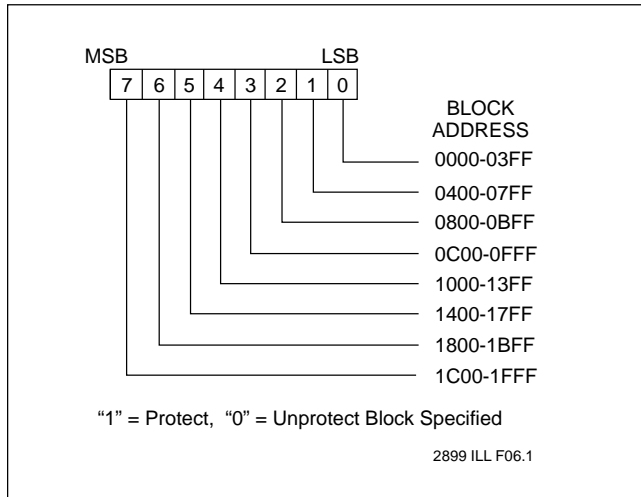 MSB LSB
7 6 5 4 3 2 1 0
BLOCK
ADDRESS
0000-03FF
0400-07FF
0800-0BFF
0C00-0FFF
1000-13FF
1400-17FF
1800-1BFF
1C00-1FFF
“1” = Protect, “0” = Unprotect Block Specified
2899 ILL F06.1